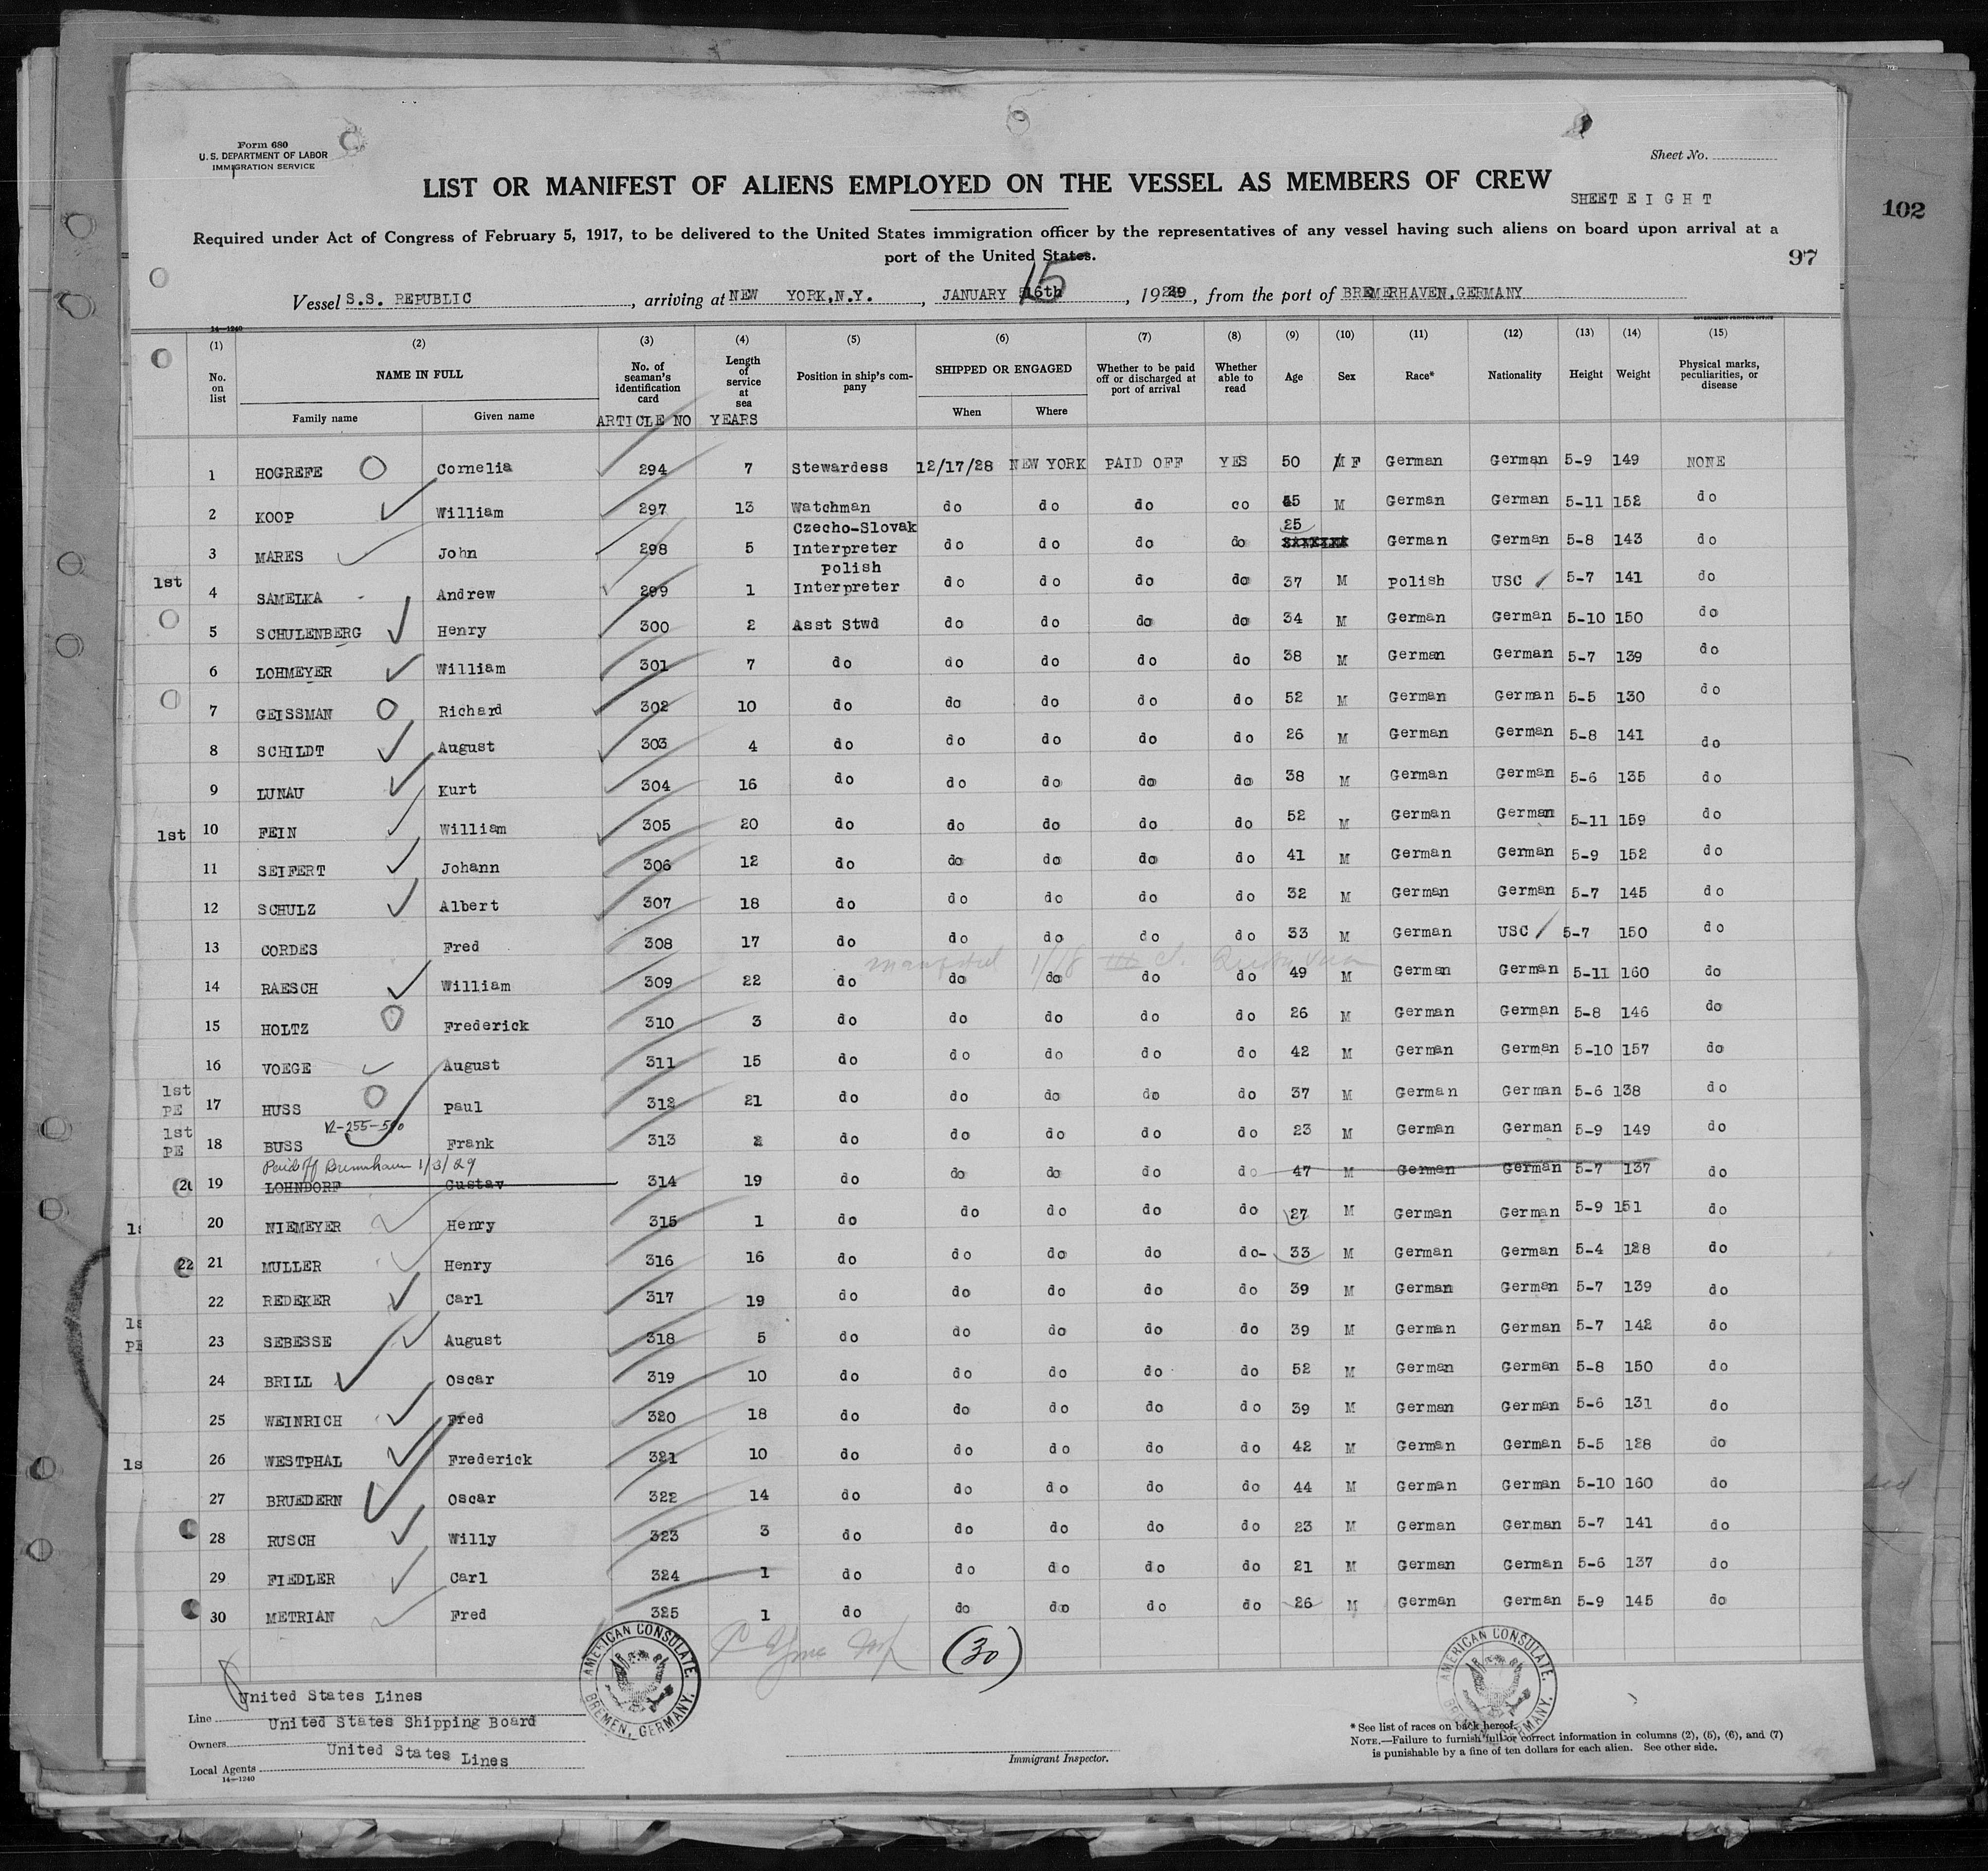 Form 680
U. S. DEPARTMENT OF LABOR
IMMIGRATION SERVICE
Sheet No.
LIST OR MANIFEST OF ALIENS EMPLOYED ON THE VESSEL AS MEMBERS OF CREW
SHEET E I G H T
102
Required under Act of Congress of February 5, 1917, to be delivered to the United States immigration officer by the representatives of any vessel having such aliens on board upon arrival at a
port of the United States.
97
15
Vessel S.S. REPUBLIC, arriving at NEW YORK,N.Y., JANUARY 16th, 1929, from the port of BREMERHAVEN,GERMANY
14—1240
GOVERNMENT PRINTING OFFICE
(1) (2) (3) (4) (5) (6) (7) (8) (9) (10) (11) (12) (13) (14) (15)
No. on list NAME IN FULL No. of seaman's identification card Length of service at sea Position in ship's company SHIPPED OR ENGAGED Whether to be paid off or discharged at port of arrival Whether able to read Age Sex Race* Nationality Height Weight Physical marks, peculiarities, or disease
Family name Given name ARTICLE NO YEARS When Where
1 HOGREFE Cornelia 294 7 Stewardess 12/17/28 NEW YORK PAID OFF YES 50 M F German German 5-9 149 NONE
2 KOOP William 297 13 Watchman do do do co 45 M German German 5-11 152 do
Czecho-Slovak 25
3 MARES John 298 5 Interpreter do do do do German German 5-8 143 do
polish
1st 4 SAMELKA Andrew 299 1 Interpreter do do do do 37 M polish USC 5-7 141 do
5 SCHULENBERG Henry 300 2 Asst Stwd do do do do 34 M German German 5-10 150 do
6 LOHMEYER William 301 7 do do do do do 38 M German German 5-7 139 do
7 GEISSMAN Richard 302 10 do do do do do 52 M German German 5-5 130 do
8 SCHILDT August 303 4 do do do do do 26 M German German 5-8 141 do
9 LUNAU Kurt 304 16 do do do do do 38 M German German 5-6 135 do
1st 10 FEIN William 305 20 do do do do do 52 M German German 5-11 159 do
11 SEIFERT Johann 306 12 do do do do do 41 M German German 5-9 152 do
12 SCHULZ Albert 307 18 do do do do do 32 M German German 5-7 145 do
13 CORDES Fred 308 17 do do do do do 33 M German USC 5-7 150 do
1/18
14 RAESCH William 309 22 do do do do do 49 M German German 5-11 160 do
15 HOLTZ Frederick 310 3 do do do do do 26 M German German 5-8 146 do
16 VOEGE August 311 15 do do do do do 42 M German German 5-10 157 do
1st PE 17 HUSS paul 312 21 do do do do do 37 M German German 5-6 138 do
V2-255-590
1st PE 18 BUSS Frank 313 2 do do do do do 23 M German German 5-9 149 do
Paid off Bremerhaven 1/3/29
20 19 LOHNDORF Gustav 314 19 do do do do do 47 M German German 5-7 137 do
1s 20 NIEMEYER Henry 315 1 do do do do do 27 M German German 5-9 151 do
22 21 MULLER Henry 316 16 do do do do do- 33 M German German 5-4 128 do
22 REDEKER Carl 317 19 do do do do do 39 M German German 5-7 139 do
1s PE 23 SEBESSE August 318 5 do do do do do 39 M German German 5-7 142 do
24 BRILL Oscar 319 10 do do do do do 52 M German German 5-8 150 do
25 WEINRICH Fred 320 18 do do do do do 39 M German German 5-6 131 do
1s 26 WESTPHAL Frederick 321 10 do do do do do 42 M German German 5-5 128 do
27 BRUEDERN Oscar 322 14 do do do do do 44 M German German 5-10 160 do
28 RUSCH Willy 323 3 do do do do do 23 M German German 5-7 141 do
29 FIEDLER Carl 324 1 do do do do do 21 M German German 5-6 137 do
30 METRIAN Fred 325 1 do do do do do 26 M German German 5-9 145 do
(30)
AMERICAN CONSULATE. BREMEN, GERMANY.
AMERICAN CONSULATE. BREMEN, GERMANY.
Line United States Lines
Owners United States Shipping Board
Local Agents United States Lines
14—1240
Immigrant Inspector.
* See list of races on back hereof.
NOTE.—Failure to furnish full or correct information in columns (2), (5), (6), and (7)
is punishable by a fine of ten dollars for each alien. See other side.